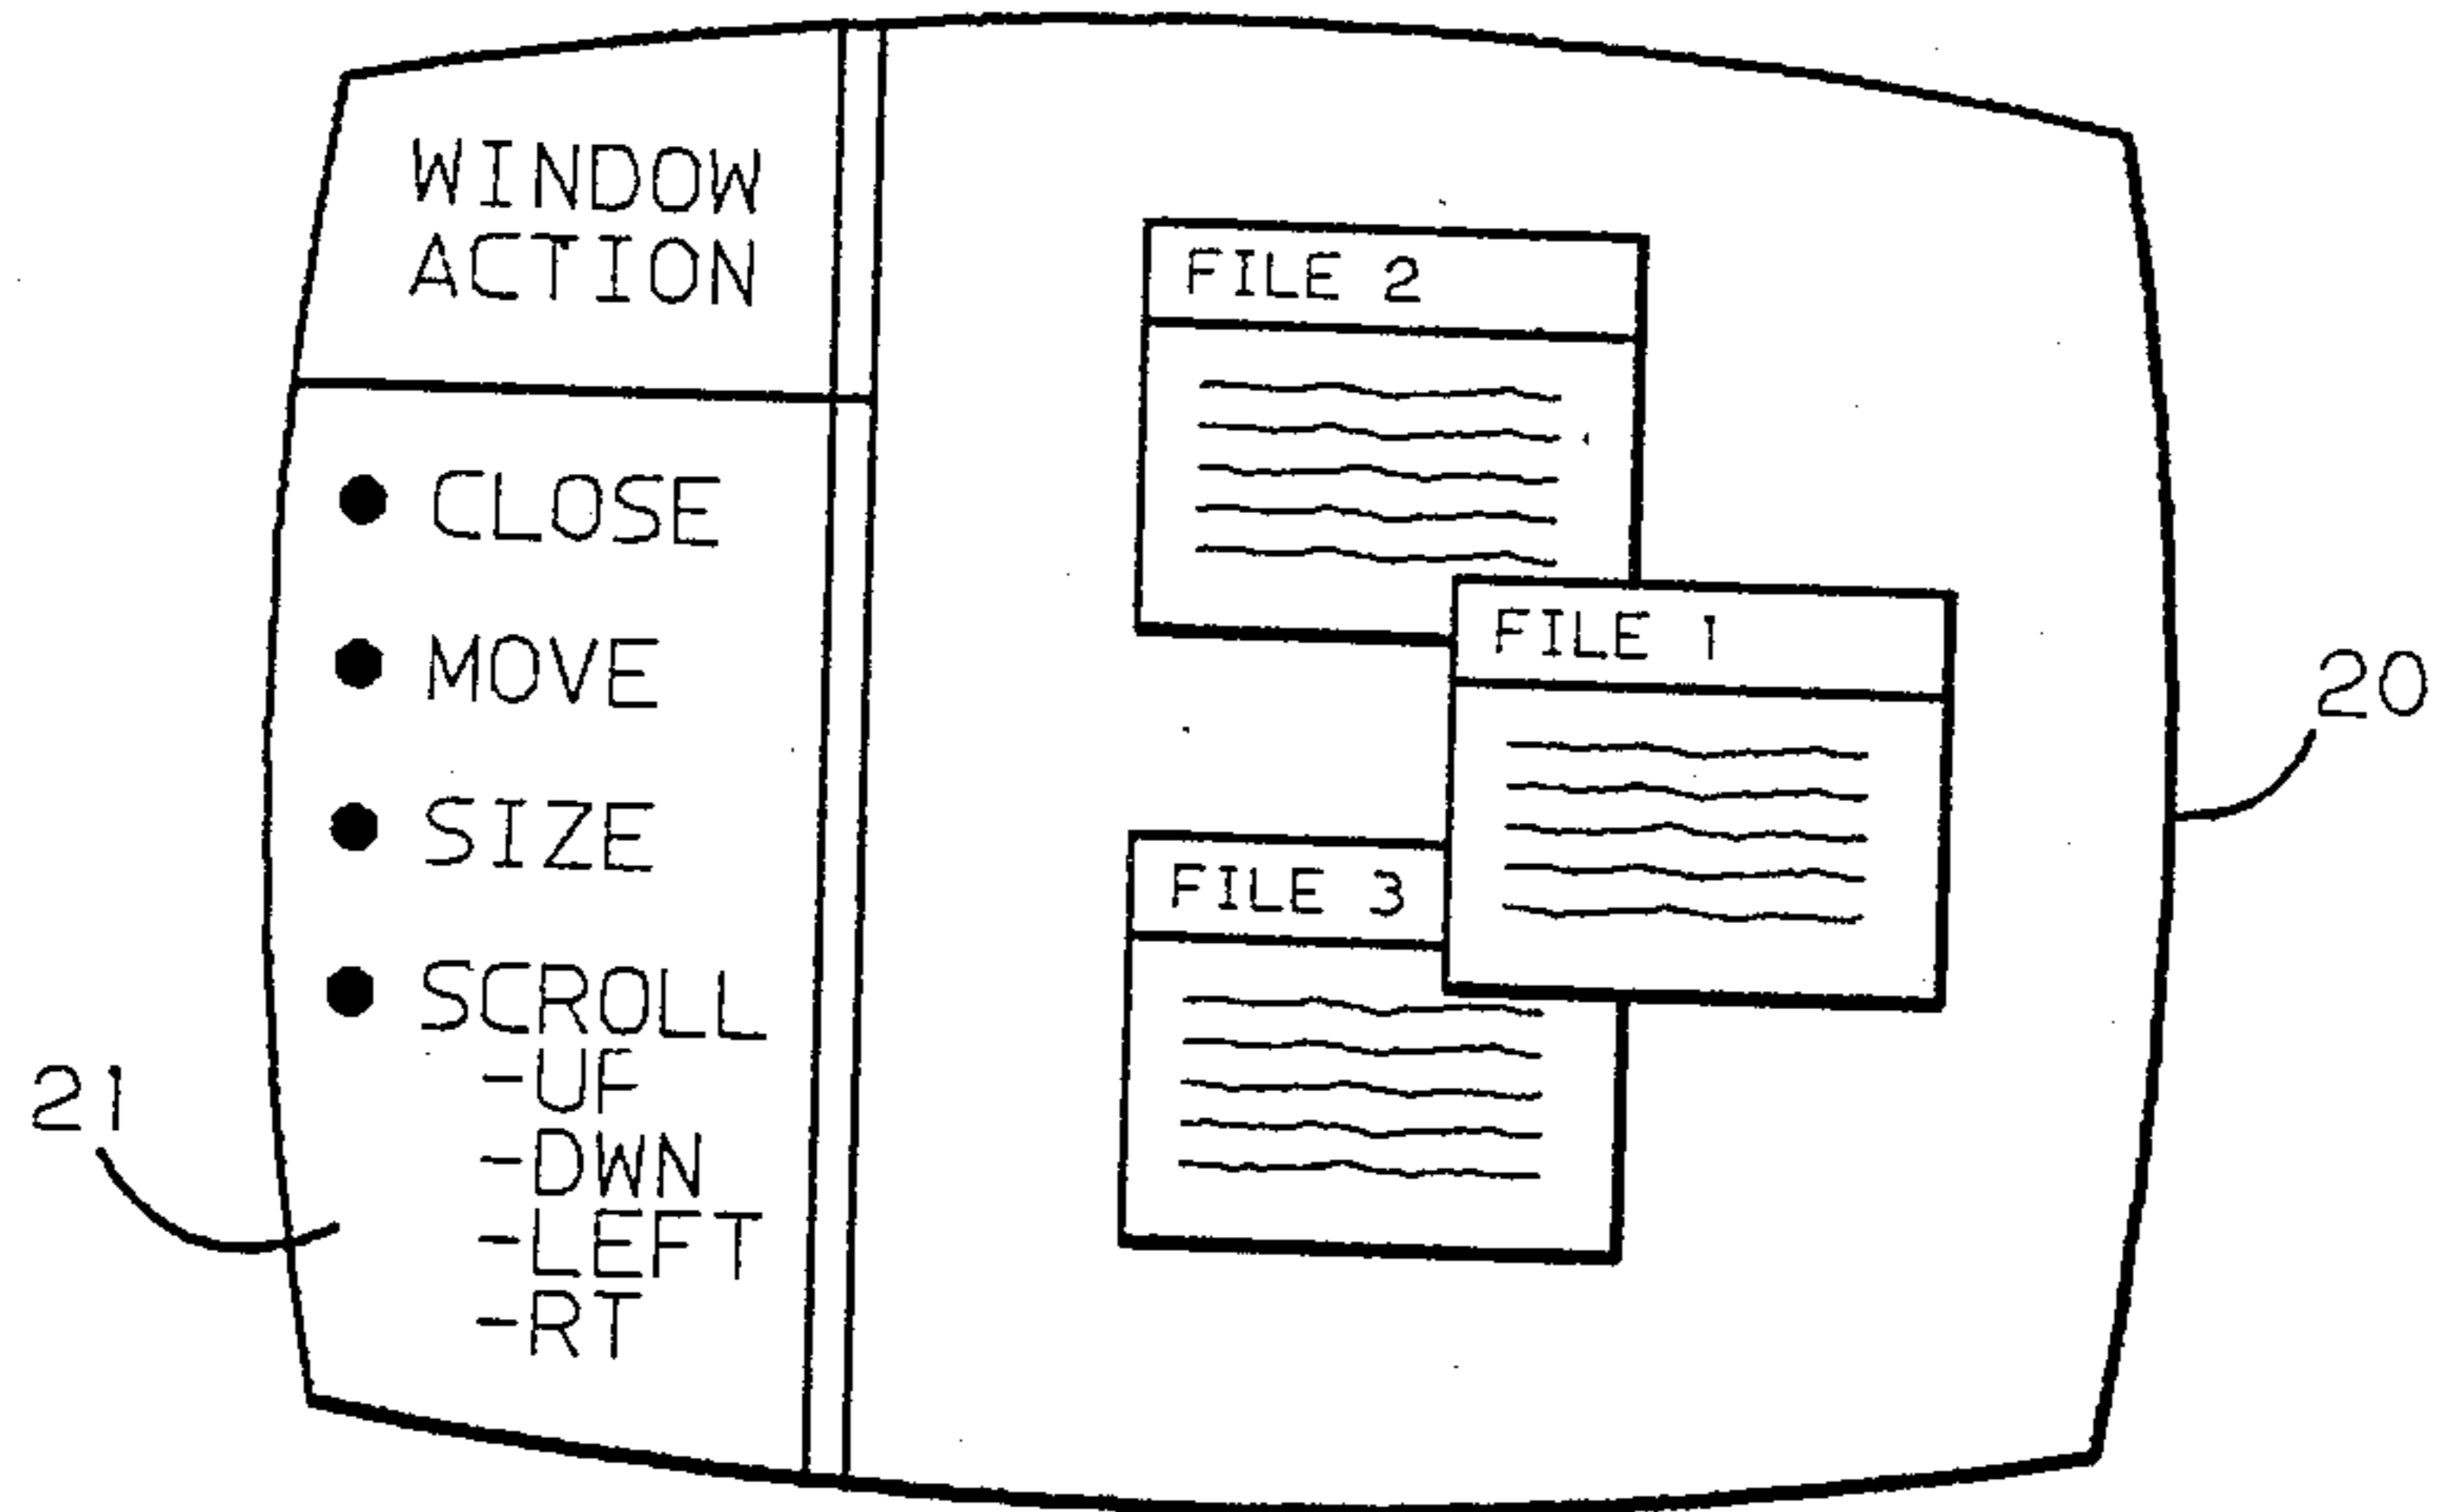 WINDOW
ACTION
● CLOSE
● MOVE
● SIZE
● SCROLL
-UF
-DWN
-LEFT
-RT
21
FILE 2
FILE 1
FILE 3
20